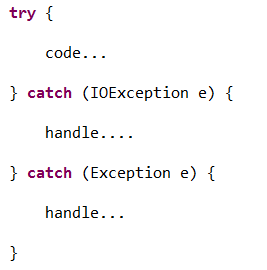 try {
code...
} catch (IOException e) {
handle....
} catch (Exception e) {
handle...
}